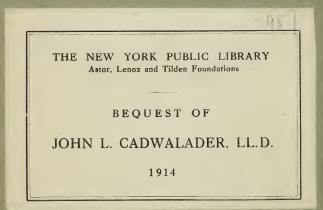 THE NEW YORK PUBLIC LIBRARY
Astor, Lenox and Tilden Foundations
BEQUEST OF
JOHN L. CADWALADER, LL.D.
1914